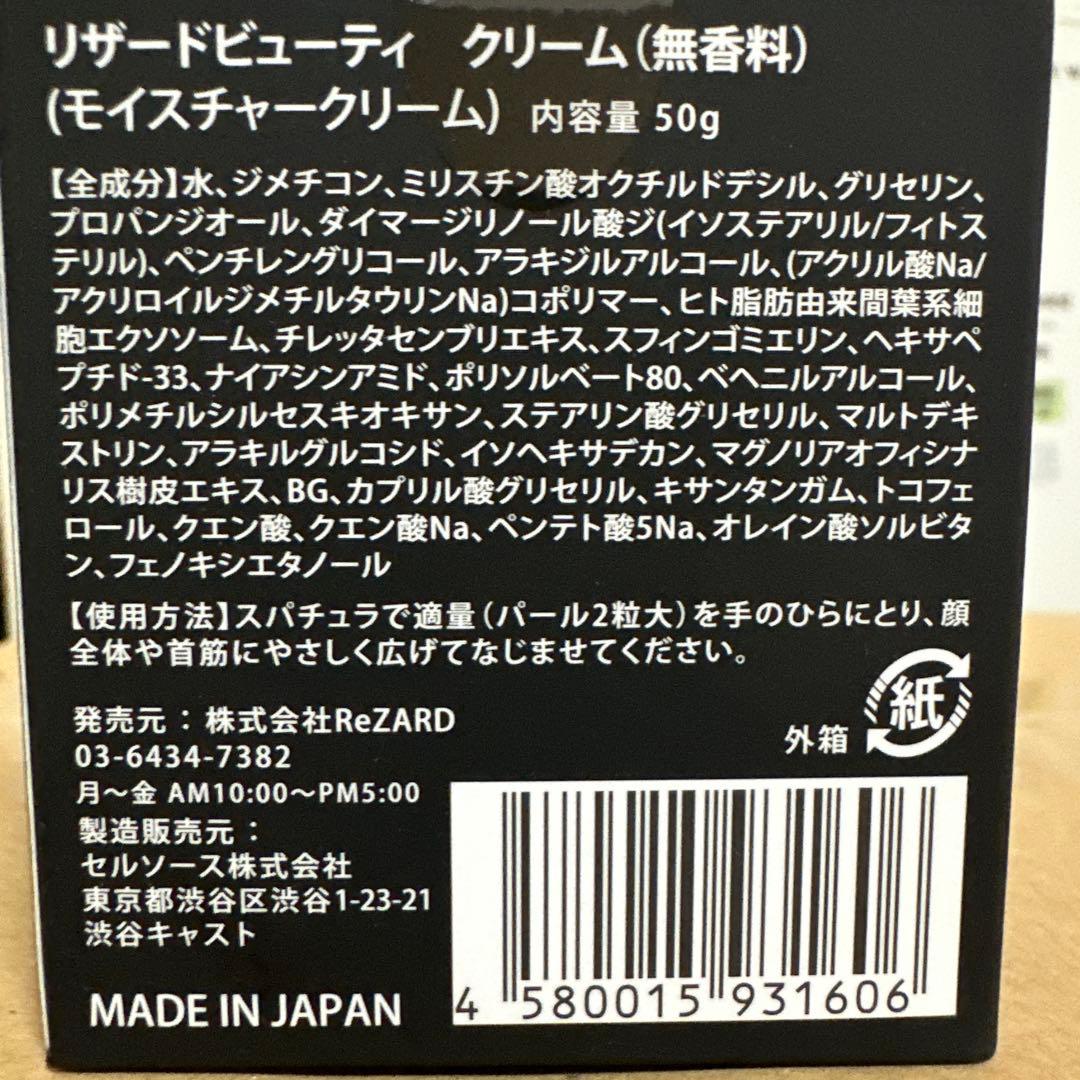 リザードビューティ　クリーム（無香料）
(モイスチャークリーム)　内容量 50g
【全成分】水、ジメチコン、ミリスチン酸オクチルドデシル、グリセリン、
プロパンジオール、ダイマージリノール酸ジ(イソステアリル/フィトス
テリル)、ペンチレングリコール、アラキジルアルコール、(アクリル酸Na/
アクリロイルジメチルタウリンNa)コポリマー、ヒト脂肪由来間葉系細
胞エクソソーム、チレッタセンブリエキス、スフィンゴミエリン、ヘキサペ
プチド-33、ナイアシンアミド、ポリソルベート80、ベヘニルアルコール、
ポリメチルシルセスキオキサン、ステアリン酸グリセリル、マルトデキ
ストリン、アラキルグルコシド、イソヘキサデカン、マグノリアオフィシナ
リス樹皮エキス、BG、カプリル酸グリセリル、キサンタンガム、トコフェ
ロール、クエン酸、クエン酸Na、ペンテト酸5Na、オレイン酸ソルビタ
ン、フェノキシエタノール
【使用方法】スパチュラで適量（パール2粒大）を手のひらにとり、顔
全体や首筋にやさしく広げてなじませてください。
紙
外箱
発売元：株式会社ReZARD
03-6434-7382
月～金 AM10:00～PM5:00
製造販売元：
セルソース株式会社
東京都渋谷区渋谷1-23-21
渋谷キャスト
MADE IN JAPAN
4 580015 931606